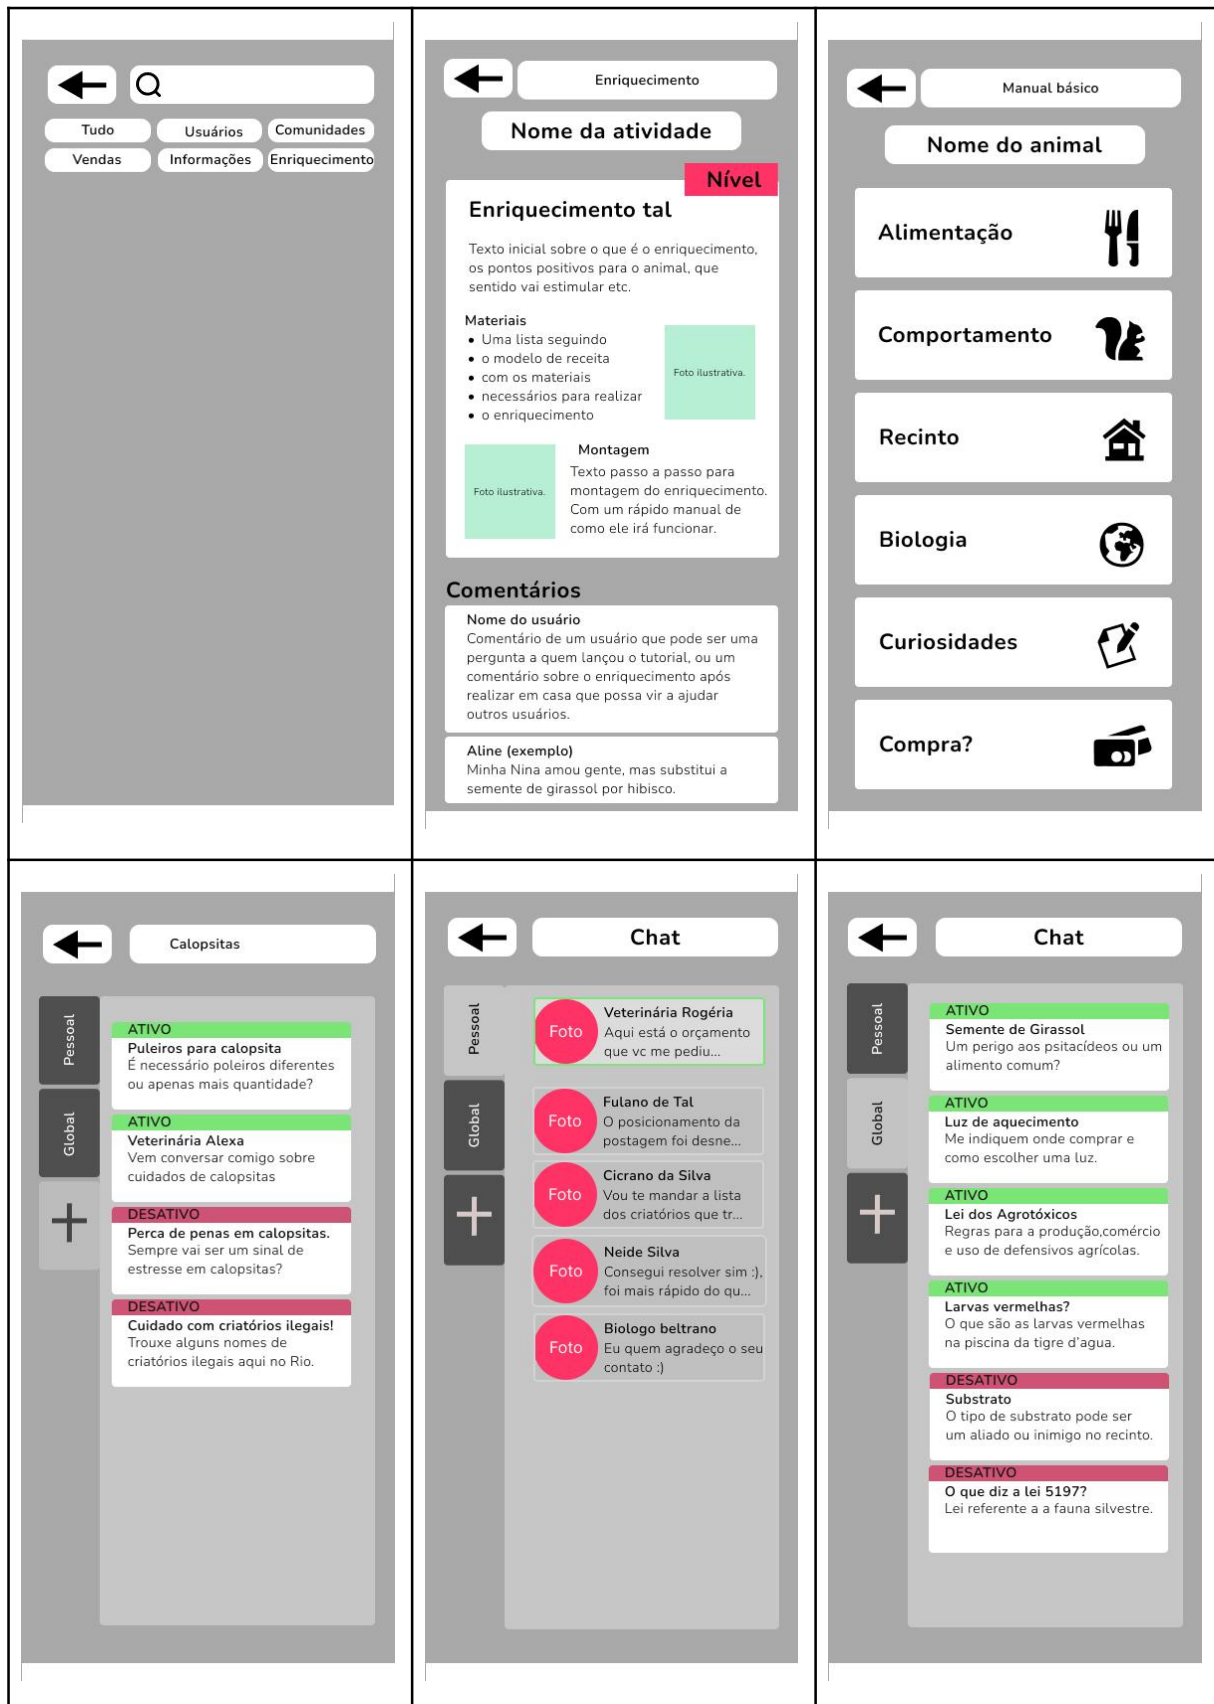 Tudo
Usuários
Comunidades
Vendas
Informações
Enriquecimento
Enriquecimento
Nome da atividade
Nível
Enriquecimento tal
Texto inicial sobre o que é o enriquecimento,
os pontos positivos para o animal, que
sentido vai estimular etc.
Materiais
• Uma lista seguindo
• o modelo de receita
• com os materiais
• necessários para realizar
• o enriquecimento
Foto ilustrativa.
Foto ilustrativa.
Montagem
Texto passo a passo para
montagem do enriquecimento.
Com um rápido manual de
como ele irá funcionar.
Comentários
Nome do usuário
Comentário de um usuário que pode ser uma
pergunta a quem lançou o tutorial, ou um
comentário sobre o enriquecimento após
realizar em casa que possa vir a ajudar
outros usuários.
Aline (exemplo)
Minha Nina amou gente, mas substitui a
semente de girassol por hibisco.
Manual básico
Nome do animal
Alimentação
Comportamento
Recinto
Biologia
Curiosidades
Compra?
Calopsitas
Pessoal
Global
ATIVO
Puleiros para calopsita
É necessário poleiros diferentes
ou apenas mais quantidade?
ATIVO
Veterinária Alexa
Vem conversar comigo sobre
cuidados de calopsitas
DESATIVO
Perca de penas em calopsitas.
Sempre vai ser um sinal de
estresse em calopsitas?
DESATIVO
Cuidado com criatórios ilegais!
Trouxe alguns nomes de
criatórios ilegais aqui no Rio.
Chat
Pessoal
Global
Foto
Veterinária Rogéria
Aqui está o orçamento
que vc me pediu...
Foto
Fulano de Tal
O posicionamento da
postagem foi desne...
Foto
Cicrano da Silva
Vou te mandar a lista
dos criatórios que tr...
Foto
Neide Silva
Consegui resolver sim :),
foi mais rápido do qu...
Foto
Biologo beltrano
Eu quem agradeço o seu
contato :)
Chat
Pessoal
Global
ATIVO
Semente de Girassol
Um perigo aos psitacídeos ou um
alimento comum?
ATIVO
Luz de aquecimento
Me indiquem onde comprar e
como escolher uma luz.
ATIVO
Lei dos Agrotóxicos
Regras para a produção,comércio
e uso de defensivos agrícolas.
ATIVO
Larvas vermelhas?
O que são as larvas vermelhas
na piscina da tigre d'agua.
DESATIVO
Substrato
O tipo de substrato pode ser
um aliado ou inimigo no recinto.
DESATIVO
O que diz a lei 5197?
Lei referente a a fauna silvestre.